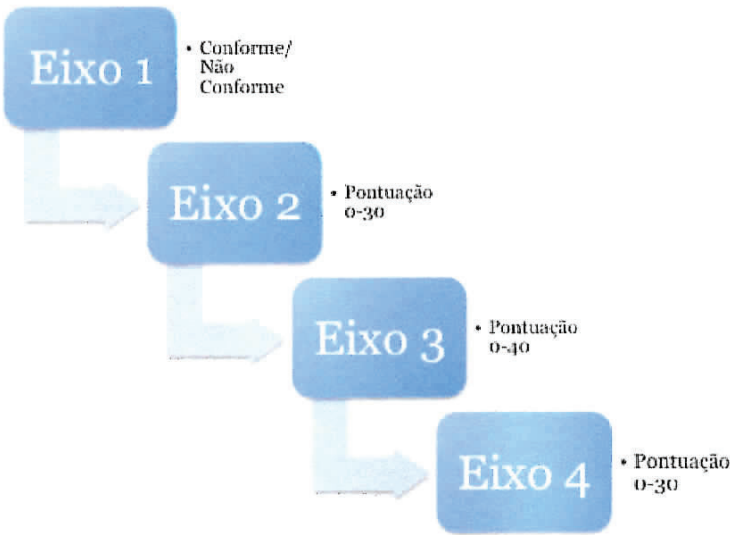 Eixo 1
• Conforme/
Não
Conforme
Eixo 2
• Pontuação
0-30
Eixo 3
• Pontuação
0-40
Eixo 4
• Pontuação
0-30